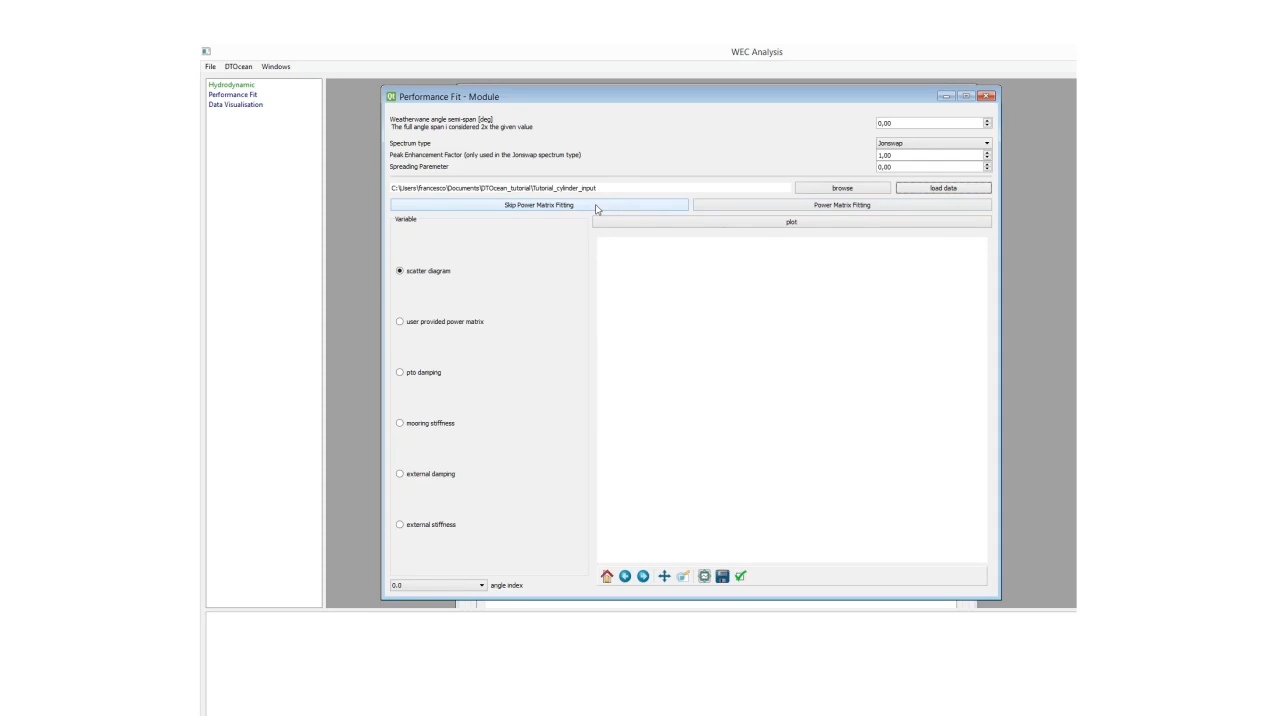 WEC Analysis
File DTOcean Windows
Hydrodynamic
Performance Fit
Data Visualisation
Performance Fit - Module
Weatherwane angle semi-span [deg]
The full angle span i considered 2x the given value
0,00
Spectrum type
Jonswap
Peak Enhancement Factor (only used in the Jonswap spectrum type)
1,00
Spreading Paremeter
0,00
C:\Users\francesco\Documents\DTOcean_tutorial\Tutorial_cylinder_input
browse
load data
Skip Power Matrix Fitting
Power Matrix Fitting
Variable
plot
scatter diagram
user provided power matrix
pto damping
mooring stiffness
external damping
external stiffness
0.0
angle index